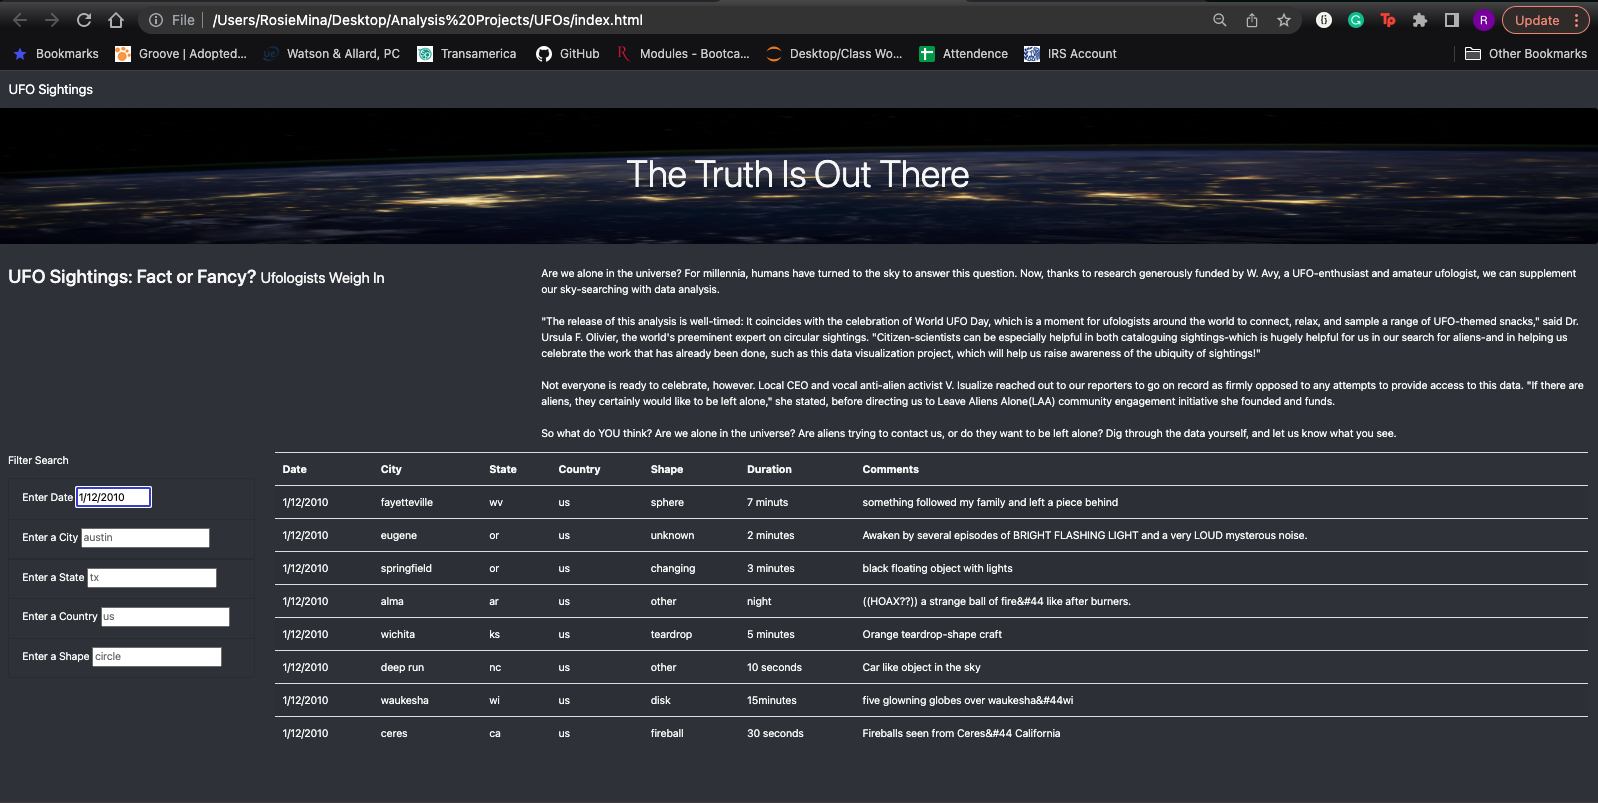 File /Users/RosieMina/Desktop/Analysis%20Projects/UFOs/index.html Tp R Update
Bookmarks Groove | Adopted... Watson & Allard, PC Transamerica GitHub R Modules - Bootca... Desktop/Class Wo... Attendence IRS Account Other Bookmarks
UFO Sightings
The Truth Is Out There
UFO Sightings: Fact or Fancy? Ufologists Weigh In
Are we alone in the universe? For millennia, humans have turned to the sky to answer this question. Now, thanks to research generously funded by W. Avy, a UFO-enthusiast and amateur ufologist, we can supplement
our sky-searching with data analysis.
"The release of this analysis is well-timed: It coincides with the celebration of World UFO Day, which is a moment for ufologists around the world to connect, relax, and sample a range of UFO-themed snacks," said Dr.
Ursula F. Olivier, the world's preeminent expert on circular sightings. "Citizen-scientists can be especially helpful in both cataloguing sightings-which is hugely helpful for us in our search for aliens-and in helping us
celebrate the work that has already been done, such as this data visualization project, which will help us raise awareness of the ubiquity of sightings!"
Not everyone is ready to celebrate, however. Local CEO and vocal anti-alien activist V. Isualize reached out to our reporters to go on record as firmly opposed to any attempts to provide access to this data. "If there are
aliens, they certainly would like to be left alone," she stated, before directing us to Leave Aliens Alone(LAA) community engagement initiative she founded and funds.
So what do YOU think? Are we alone in the universe? Are aliens trying to contact us, or do they want to be left alone? Dig through the data yourself, and let us know what you see.
Filter Search
Enter Date 1/12/2010
Enter a City austin
Enter a State tx
Enter a Country us
Enter a Shape circle
Date City State Country Shape Duration Comments
1/12/2010 fayetteville wv us sphere 7 minuts something followed my family and left a piece behind
1/12/2010 eugene or us unknown 2 minutes Awaken by several episodes of BRIGHT FLASHING LIGHT and a very LOUD mysterous noise.
1/12/2010 springfield or us changing 3 minutes black floating object with lights
1/12/2010 alma ar us other night ((HOAX??)) a strange ball of fire&#44 like after burners.
1/12/2010 wichita ks us teardrop 5 minutes Orange teardrop-shape craft
1/12/2010 deep run nc us other 10 seconds Car like object in the sky
1/12/2010 waukesha wi us disk 15minutes five glowning globes over waukesha&#44wi
1/12/2010 ceres ca us fireball 30 seconds Fireballs seen from Ceres&#44 California